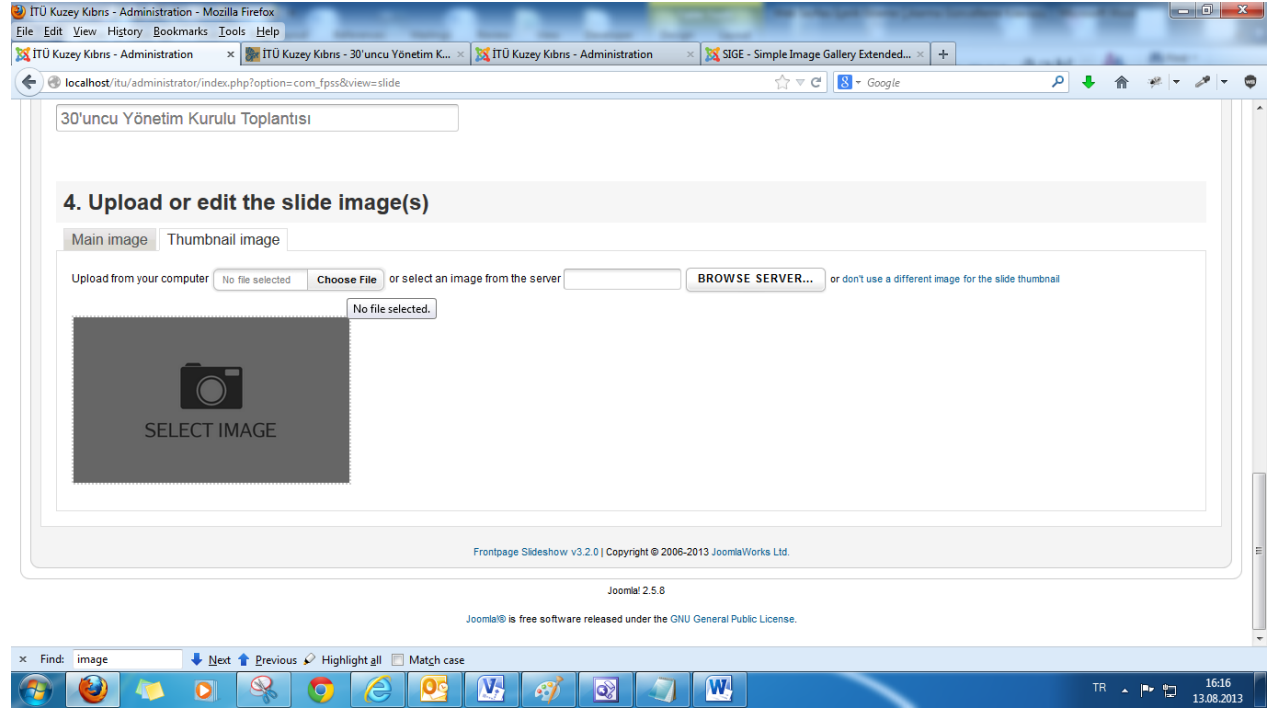 İTÜ Kuzey Kıbrıs - Administration - Mozilla Firefox
File Edit View History Bookmarks Tools Help
İTÜ Kuzey Kıbrıs - Administration × İTÜ Kuzey Kıbrıs - 30'uncu Yönetim K... × İTÜ Kuzey Kıbrıs - Administration × SIGE - Simple Image Gallery Extended... × +
localhost/itu/administrator/index.php?option=com_fpss&view=slide Google
30'uncu Yönetim Kurulu Toplantısı
4. Upload or edit the slide image(s)
Main image Thumbnail image
Upload from your computer No file selected Choose File or select an image from the server BROWSE SERVER... or don't use a different image for the slide thumbnail
No file selected.
SELECT IMAGE
Frontpage Slideshow v3.2.0 | Copyright © 2006-2013 JoomlaWorks Ltd.
Joomla! 2.5.8
Joomla!® is free software released under the GNU General Public License.
× Find: image Next Previous Highlight all Match case
TR 16:16
13.08.2013